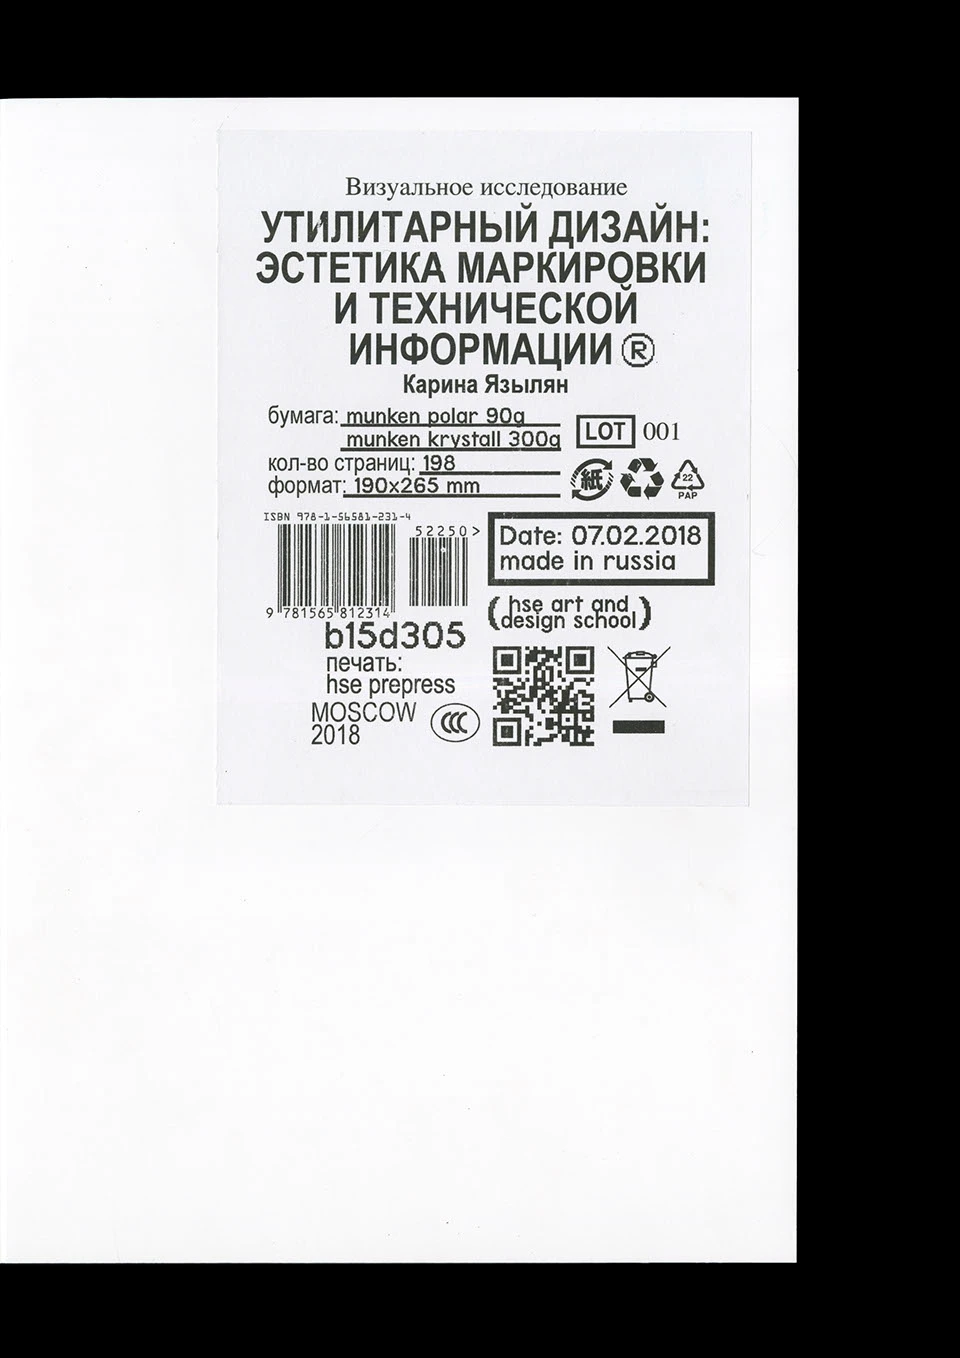 Визуальное исследование
УТИЛИТАРНЫЙ ДИЗАЙН:
ЭСТЕТИКА МАРКИРОВКИ
И ТЕХНИЧЕСКОЙ
ИНФОРМАЦИИ ®
Карина Язылян
бумага: munken polar 90g
munken krystall 300g
LOT 001
кол-во страниц: 198
формат: 190x265 mm
紙
22
PAP
ISBN 978-1-56581-231-4
52250 >
9 781565 812314
Date: 07.02.2018
made in russia
(hse art and
design school)
b15d305
печать:
hse prepress
MOSCOW
2018
CCC